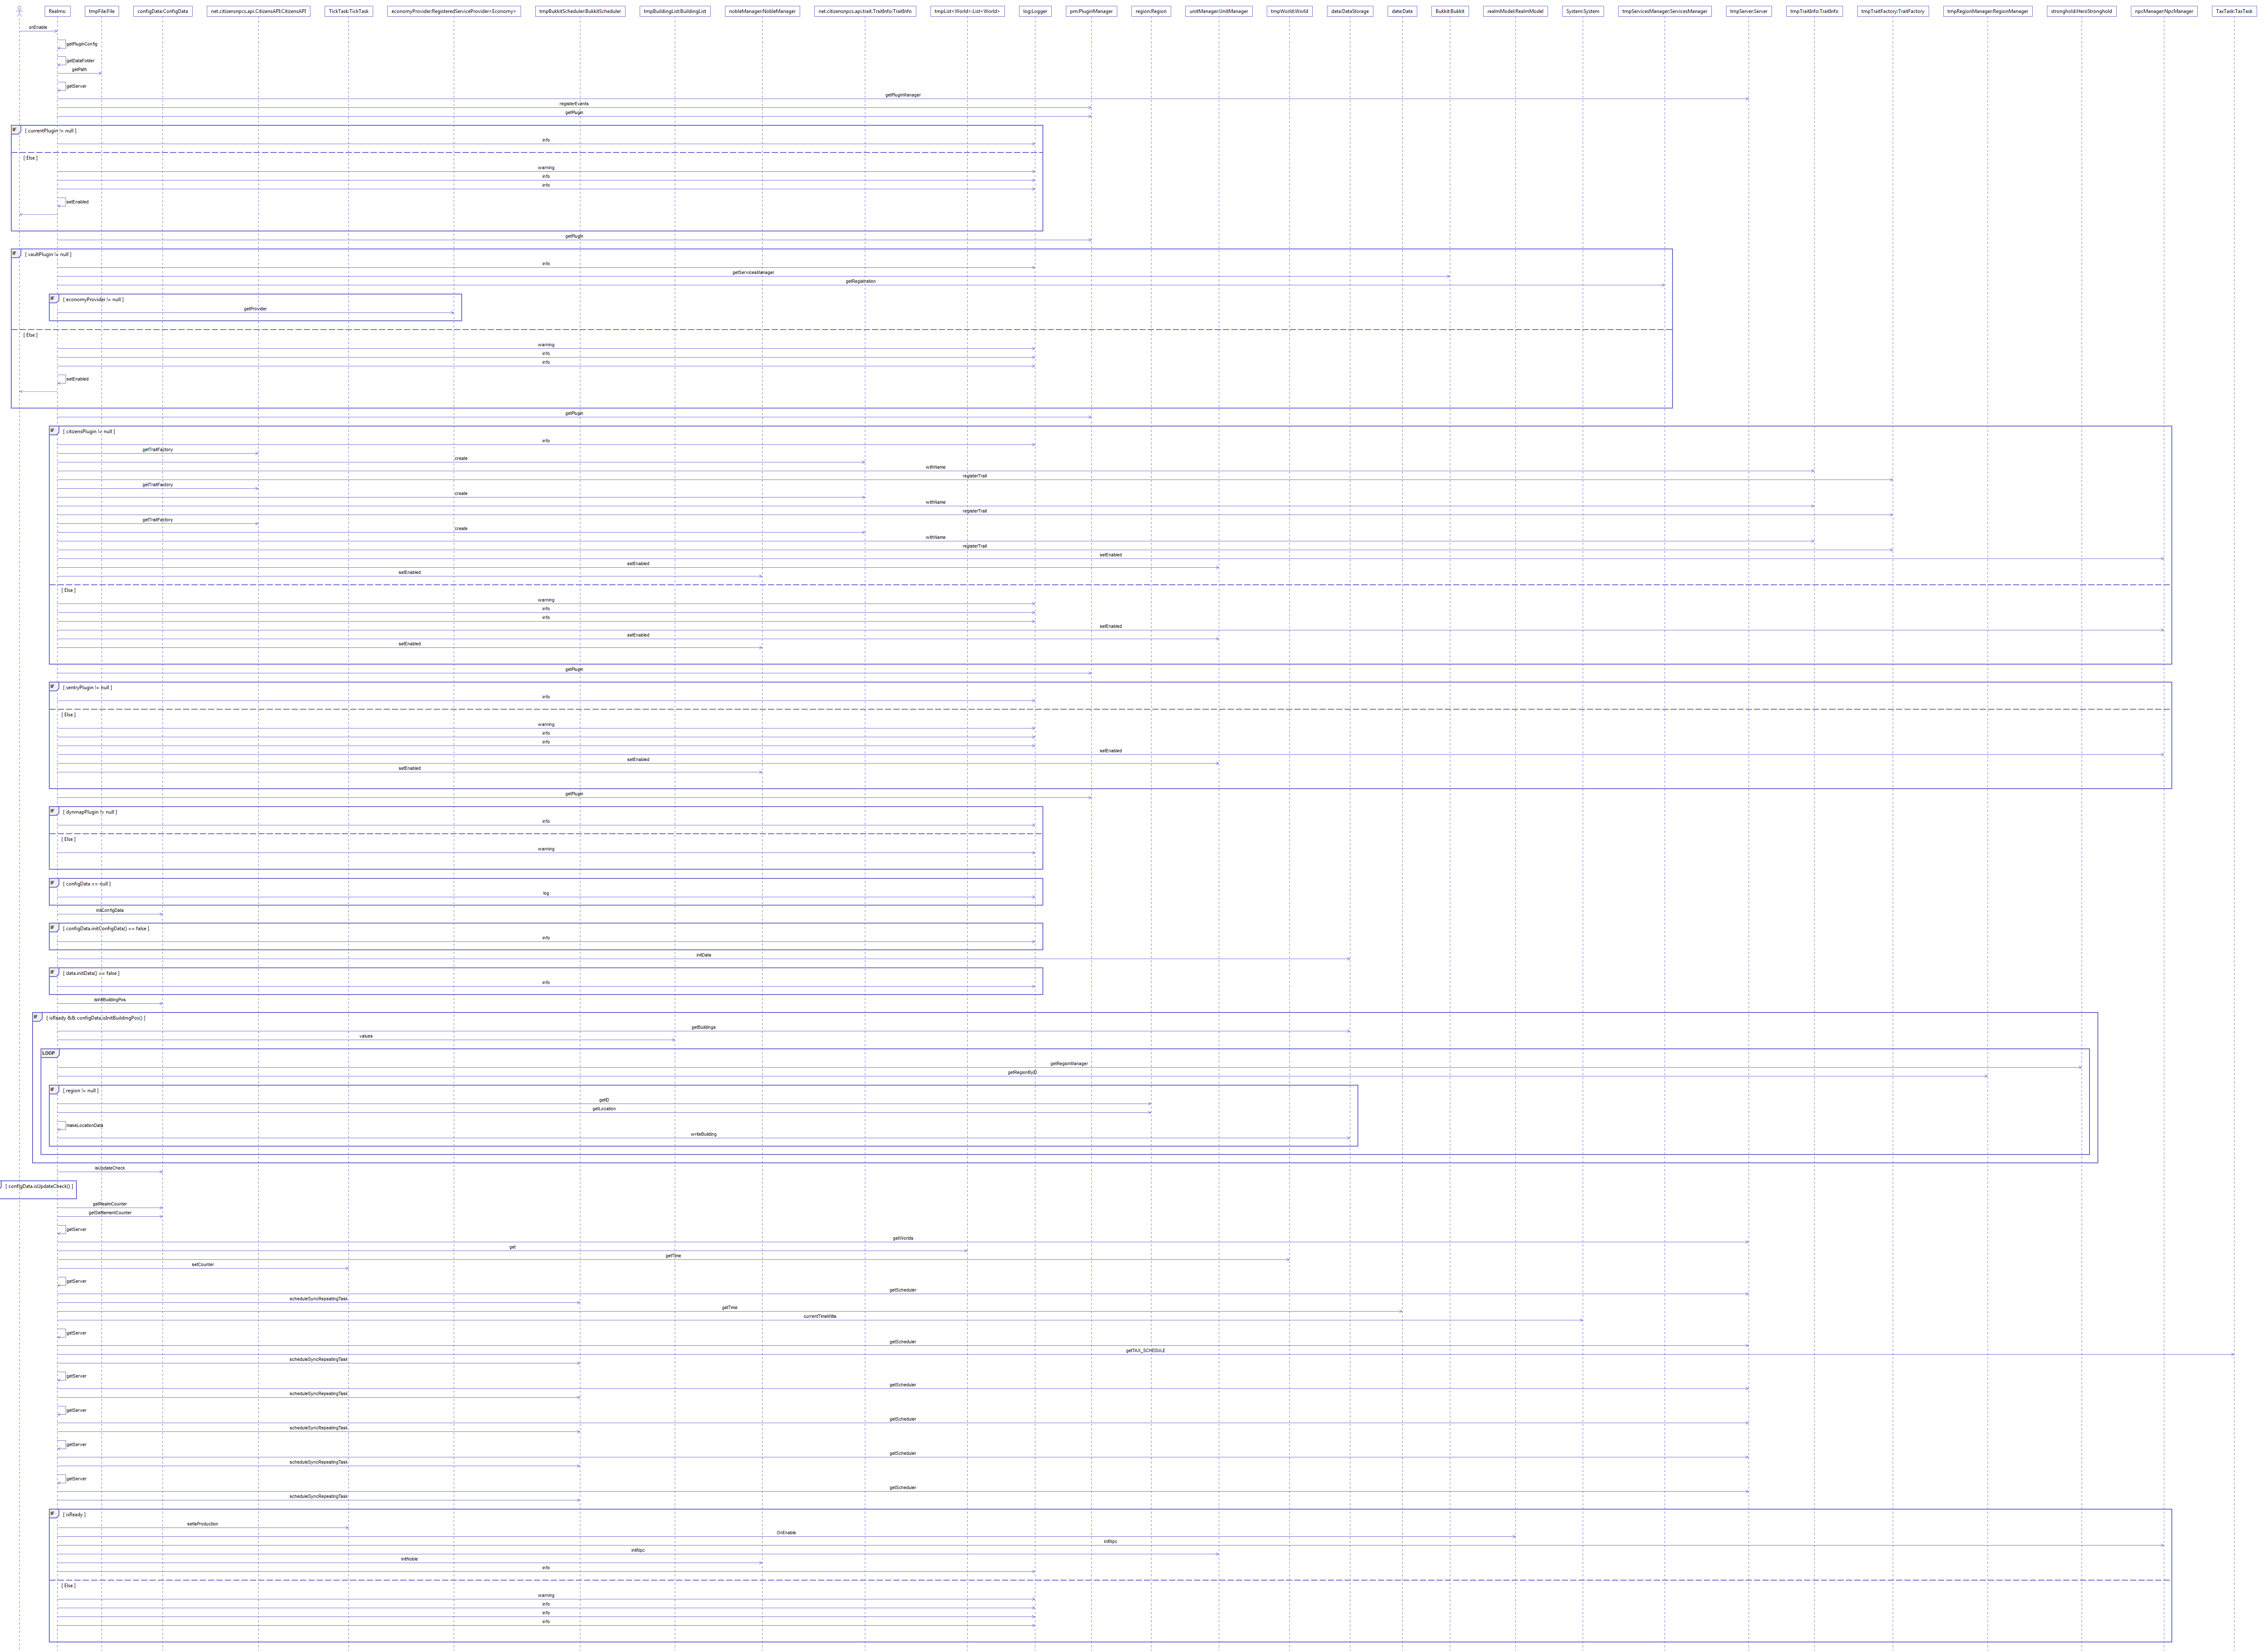 Realms:
tmpFile:File
configData:ConfigData
net.citizensnpcs.api.CitizensAPI:CitizensAPI
TickTask:TickTask
economyProvider:RegisteredServiceProvider<Economy>
tmpBukkitScheduler:BukkitScheduler
tmpBuildingList:BuildingList
nobleManager:NobleManager
net.citizensnpcs.api.trait.TraitInfo:TraitInfo
tmpList<World>:List<World>
log:Logger
pm:PluginManager
region:Region
unitManager:UnitManager
tmpWorld:World
data:DataStorage
date:Date
Bukkit:Bukkit
realmModel:RealmModel
System:System
tmpServicesManager:ServicesManager
tmpServer:Server
tmpTraitInfo:TraitInfo
tmpTraitFactory:TraitFactory
tmpRegionManager:RegionManager
stronghold:HeroStronghold
npcManager:NpcManager
TaxTask:TaxTask
onEnable
getPluginConfig
getDataFolder
getPath
getServer
getPluginManager
registerEvents
getPlugin
IF
[ currentPlugin != null ]
info
[ Else ]
warning
info
info
setEnabled
getPlugin
IF
[ vaultPlugin != null ]
info
getServicesManager
getRegistration
IF
[ economyProvider != null ]
getProvider
[ Else ]
warning
info
info
setEnabled
getPlugin
IF
[ citizensPlugin != null ]
info
getTraitFactory
create
withName
registerTrait
getTraitFactory
create
withName
registerTrait
getTraitFactory
create
withName
registerTrait
setEnabled
setEnabled
setEnabled
[ Else ]
warning
info
info
setEnabled
setEnabled
setEnabled
getPlugin
IF
[ sentryPlugin != null ]
info
[ Else ]
warning
info
info
setEnabled
setEnabled
setEnabled
getPlugin
IF
[ dynmapPlugin != null ]
info
[ Else ]
warning
IF
[ configData == null ]
log
initConfigData
IF
[ configData.initConfigData() == false ]
info
initData
IF
[ data.initData() == false ]
info
isInitBuildingPos
IF
[ isReady && configData.isInitBuildingPos() ]
getBuildings
values
LOOP
getRegionManager
getRegionByID
IF
[ region != null ]
getID
getLocation
makeLocationData
writeBuilding
isUpdateCheck
[ configData.isUpdateCheck() ]
getRealmCounter
getSettlementCounter
getServer
getWorlds
get
getTime
setCounter
getServer
getScheduler
scheduleSyncRepeatingTask
getTime
currentTimeMillis
getServer
getScheduler
getTAX_SCHEDULE
scheduleSyncRepeatingTask
getServer
getScheduler
scheduleSyncRepeatingTask
getServer
getScheduler
scheduleSyncRepeatingTask
getServer
getScheduler
scheduleSyncRepeatingTask
getServer
getScheduler
scheduleSyncRepeatingTask
IF
[ isReady ]
setIsProduction
OnEnable
initNpc
initNpc
initNoble
info
[ Else ]
warning
info
info
info